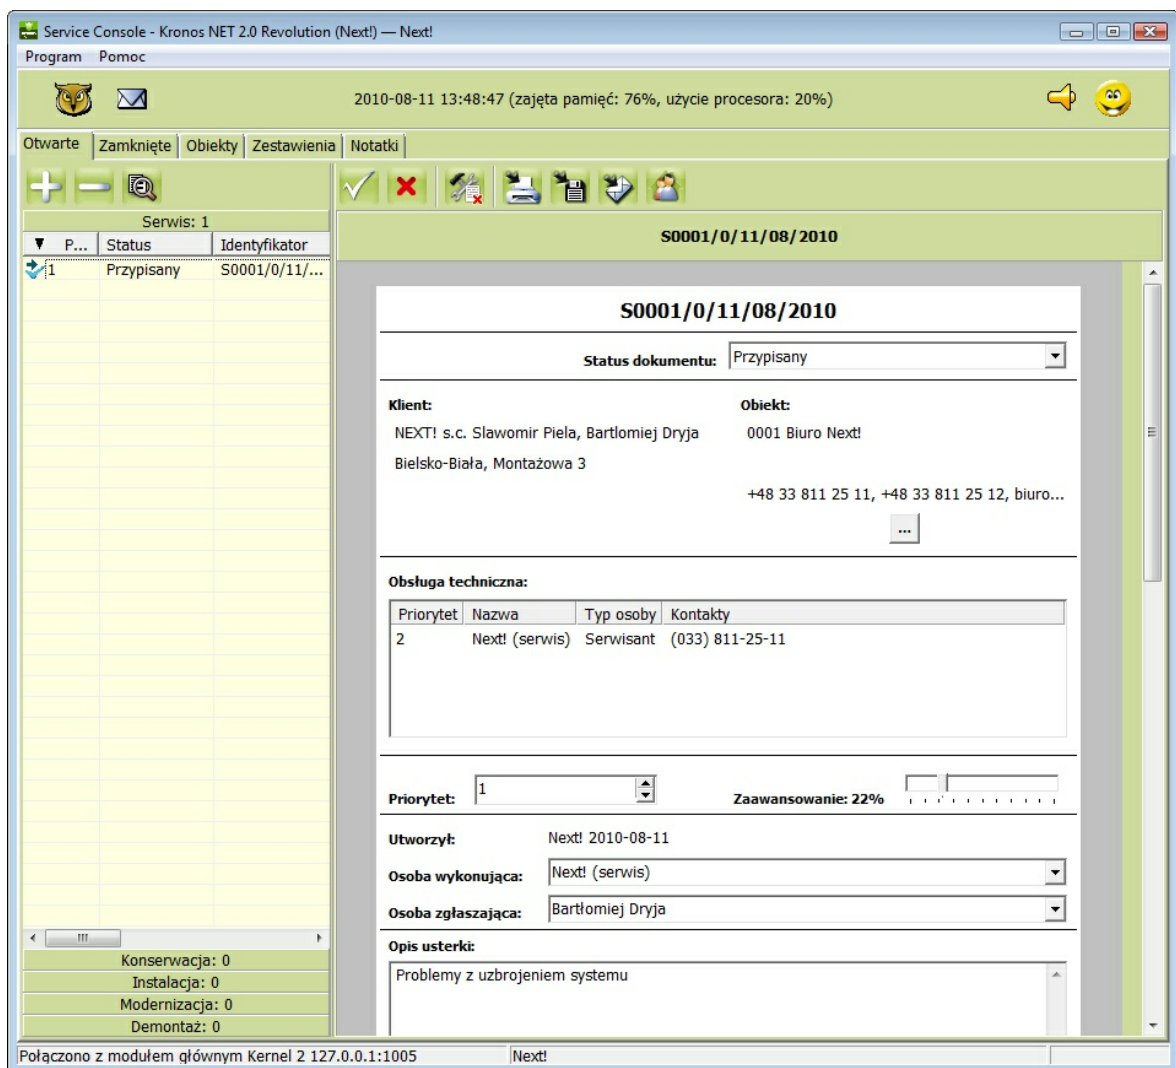 Service Console - Kronos NET 2.0 Revolution (Next!) — Next!
Program Pomoc
2010-08-11 13:48:47 (zajęta pamięć: 76%, użycie procesora: 20%)
Otwarte Zamknięte Obiekty Zestawienia Notatki
Serwis: 1
P... Status Identyfikator
1 Przypisany S0001/0/11/...
S0001/0/11/08/2010
S0001/0/11/08/2010
Status dokumentu: Przypisany
Klient: Obiekt:
NEXT! s.c. Slawomir Piela, Bartlomiej Dryja 0001 Biuro Next!
Bielsko-Biała, Montażowa 3
+48 33 811 25 11, +48 33 811 25 12, biuro...
...
Obsługa techniczna:
Priorytet Nazwa Typ osoby Kontakty
2 Next! (serwis) Serwisant (033) 811-25-11
Priorytet: 1 Zaawansowanie: 22%
Utworzył: Next! 2010-08-11
Osoba wykonująca: Next! (serwis)
Osoba zgłaszająca: Bartłomiej Dryja
Opis usterki:
Problemy z uzbrojeniem systemu
Konserwacja: 0
Instalacja: 0
Modernizacja: 0
Demontaż: 0
Połączono z modułem głównym Kernel 2 127.0.0.1:1005 Next!